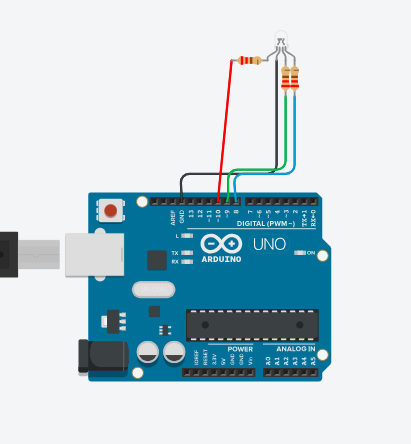 AREF
GND
13
12
~11
~10
~9
8
7
~6
~5
4
~3
2
TX→1
RX←0
DIGITAL (PWM~)
L
TX
RX
UNO
ARDUINO
ON
POWER
ANALOG IN
IOREF
RESET
3.3V
5V
GND
GND
Vin
A0
A1
A2
A3
A4
A5